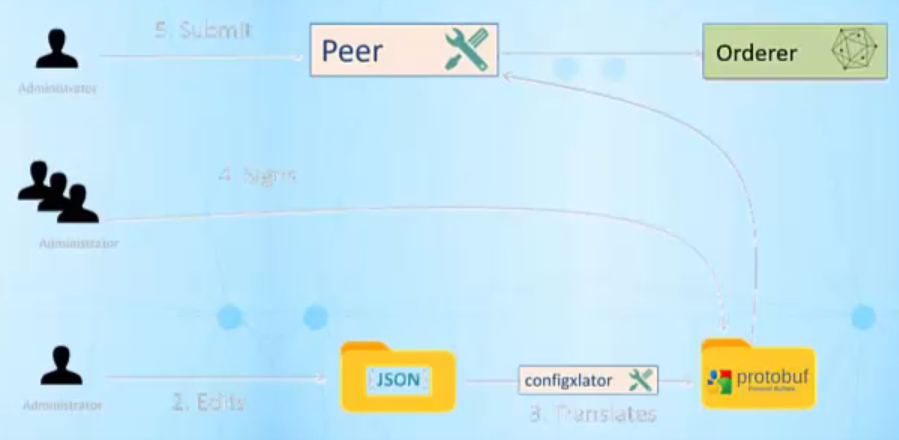 5. Submit
Peer
Orderer
Administrator
4. Signs
Administrator
JSON
configxlator
protobuf
Administrator
2. Edits
3. Translates